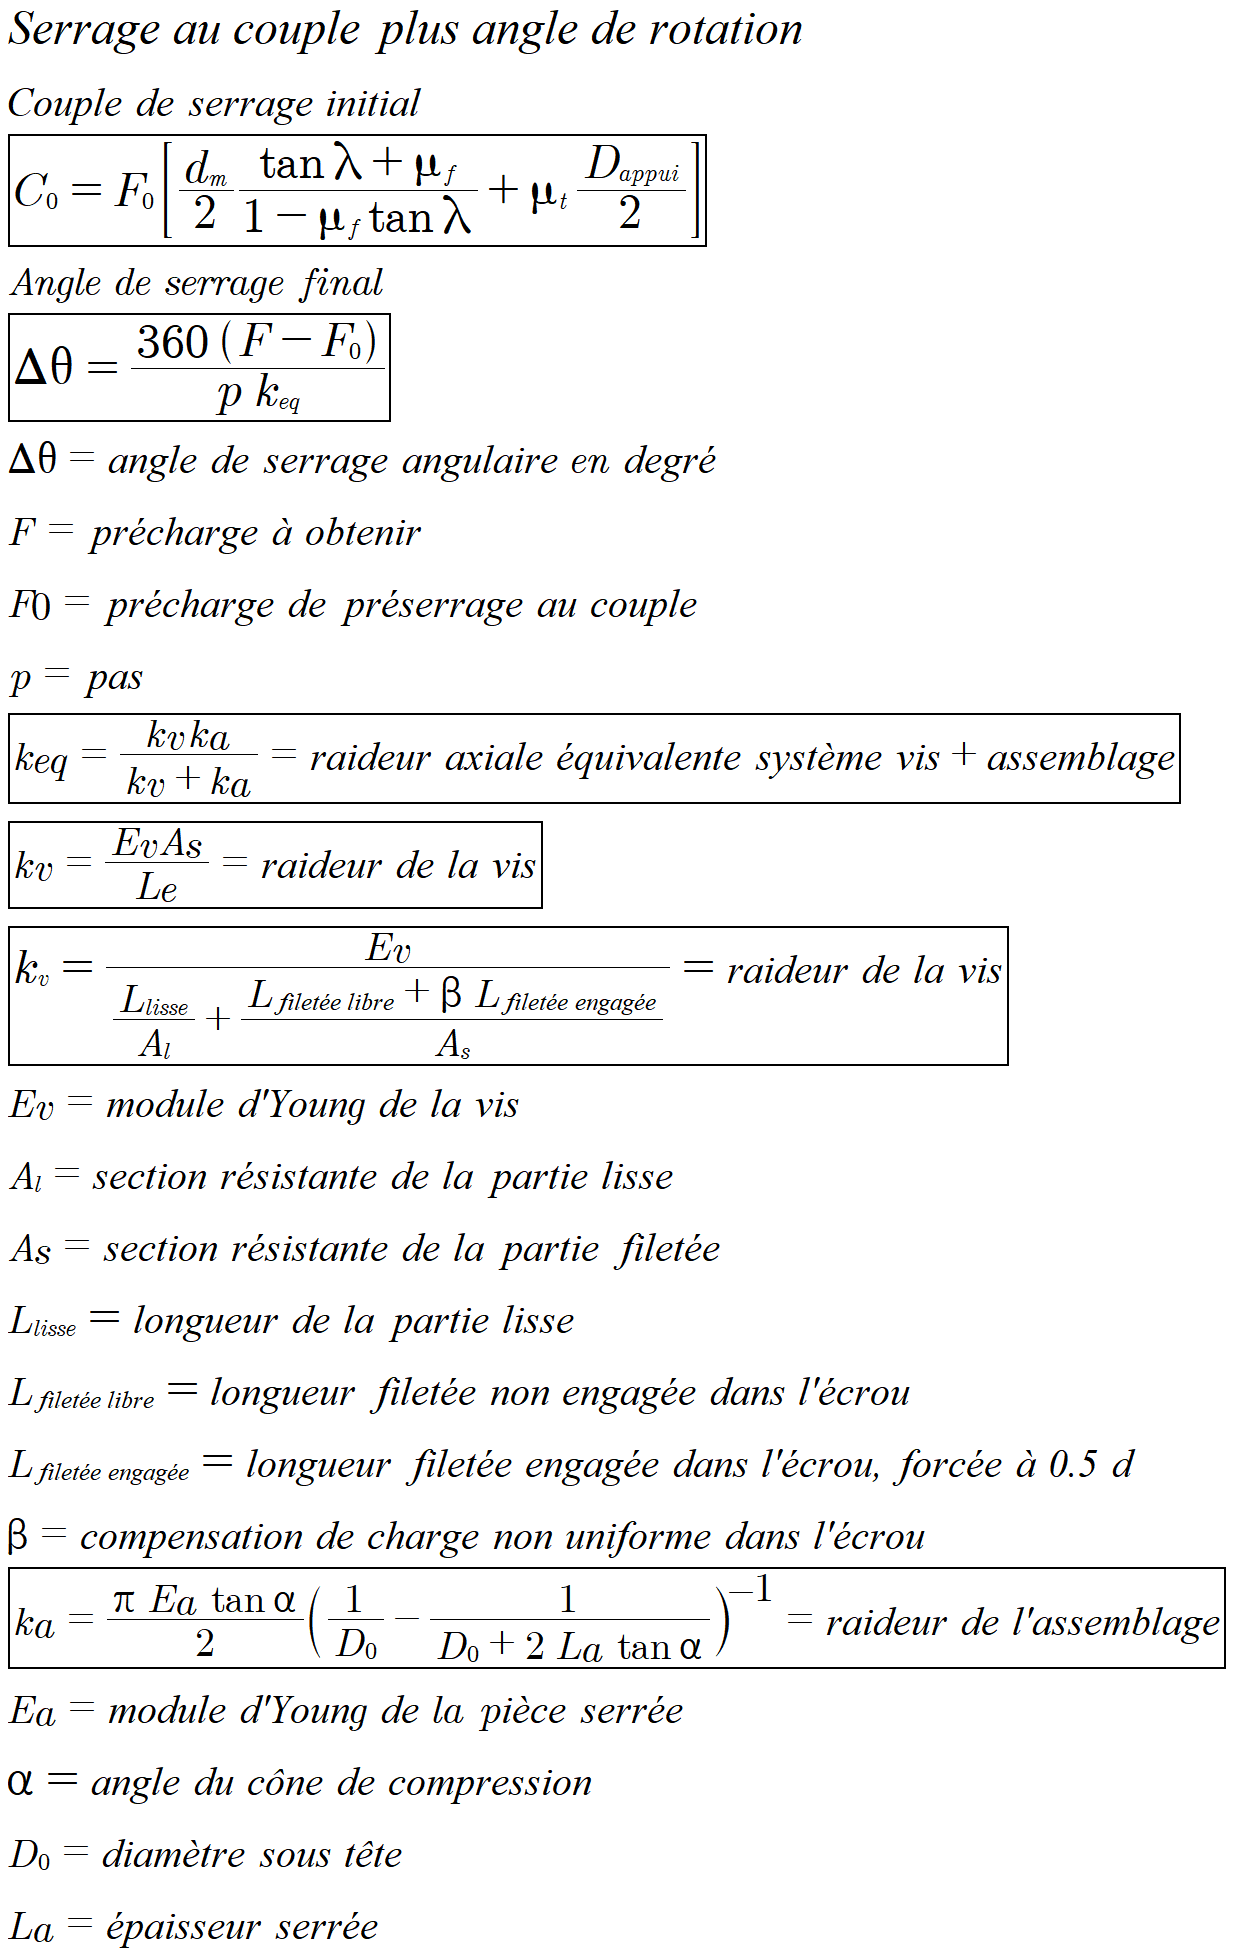 Serrage au couple plus angle de rotation
Couple de serrage initial
C₀ = F₀ [ d_m/2 (tan λ + μ_f)/(1 − μ_f tan λ) + μ_t D_appui/2 ]
Angle de serrage final
Δθ = 360 (F − F₀)/(p k_eq)
Δθ = angle de serrage angulaire en degré
F = précharge à obtenir
F0 = précharge de préserrage au couple
p = pas
keq = kvka/(kv + ka) = raideur axiale équivalente système vis + assemblage
kv = EvAs/Le = raideur de la vis
k_v = Ev/(L_lisse/A_l + (L_filetée libre + β L_filetée engagée)/A_s) = raideur de la vis
Ev = module d'Young de la vis
A_l = section résistante de la partie lisse
As = section résistante de la partie filetée
L_lisse = longueur de la partie lisse
L_filetée libre = longueur filetée non engagée dans l'écrou
L_filetée engagée = longueur filetée engagée dans l'écrou, forcée à 0.5 d
β = compensation de charge non uniforme dans l'écrou
ka = (π Ea tan α)/2 (1/D₀ − 1/(D₀ + 2 La tan α))^−1 = raideur de l'assemblage
Ea = module d'Young de la pièce serrée
α = angle du cône de compression
D₀ = diamètre sous tête
La = épaisseur serrée